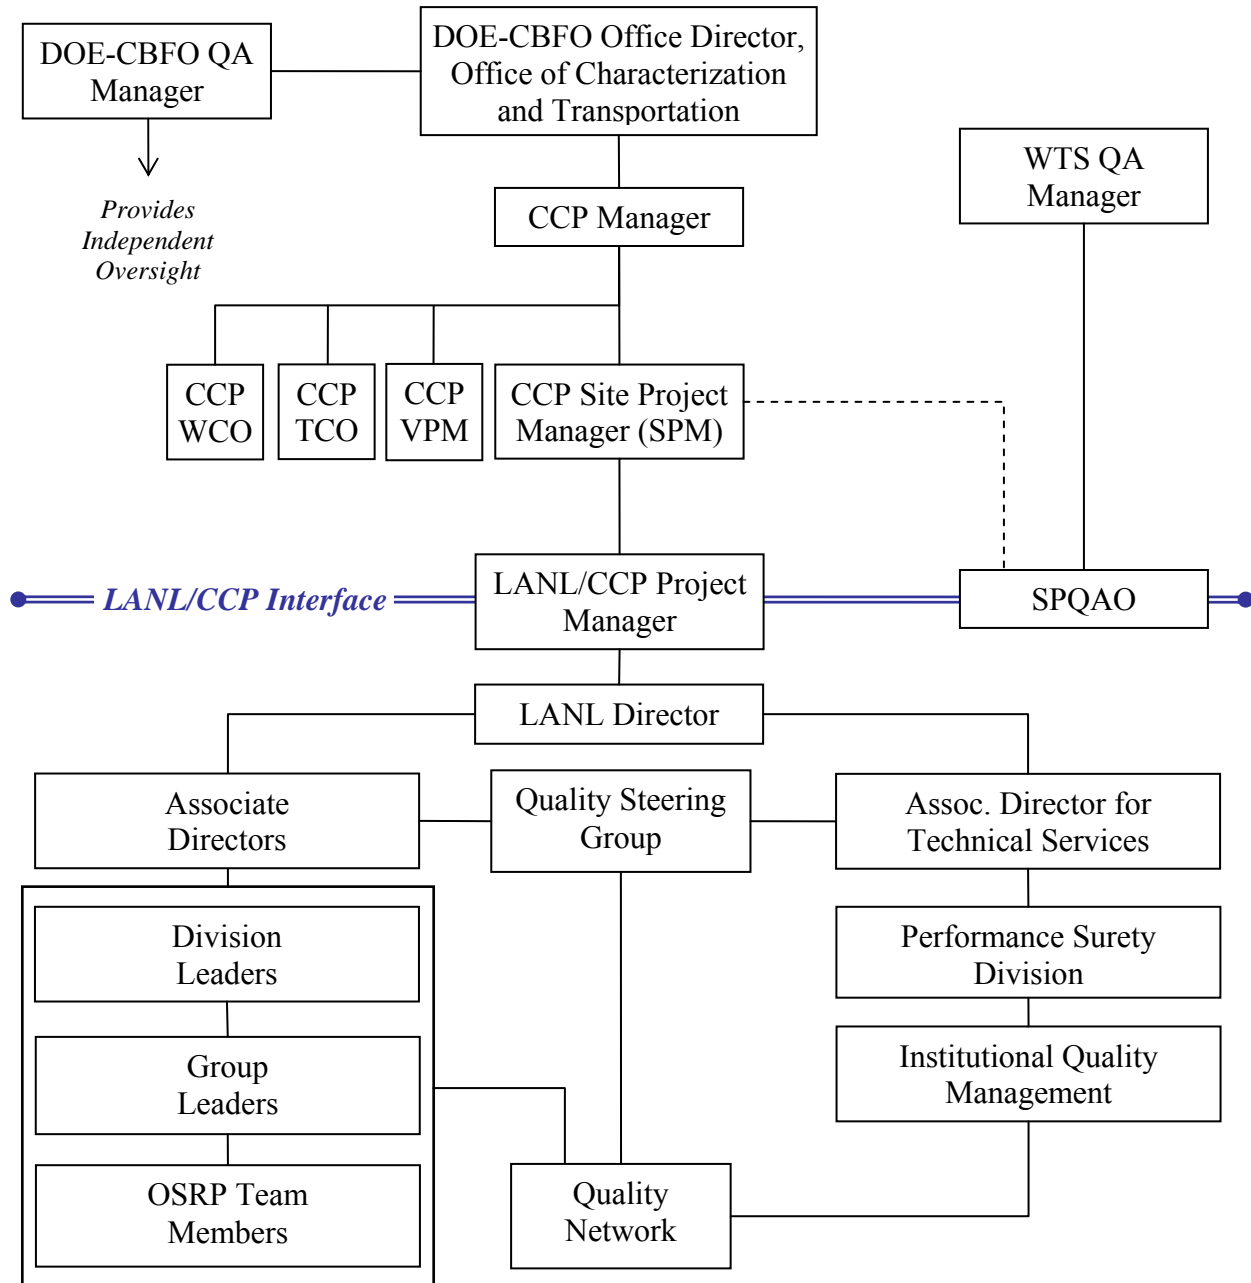 DOE-CBFO QA
Manager
DOE-CBFO Office Director,
Office of Characterization
and Transportation
Provides
Independent
Oversight
WTS QA
Manager
CCP Manager
CCP
WCO
CCP
TCO
CCP
VPM
CCP Site Project
Manager (SPM)
LANL/CCP Interface
LANL/CCP Project
Manager
SPQAO
LANL Director
Associate
Directors
Quality Steering
Group
Assoc. Director for
Technical Services
Division
Leaders
Performance Surety
Division
Group
Leaders
Institutional Quality
Management
OSRP Team
Members
Quality
Network